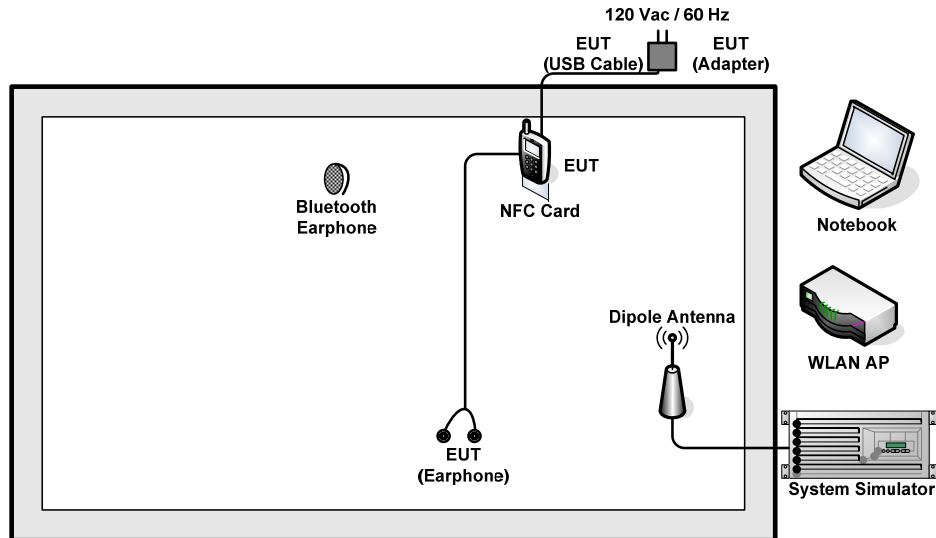 120 Vac / 60 Hz
EUT
(USB Cable)
EUT
(Adapter)
EUT
NFC Card
Bluetooth
Earphone
Notebook
Dipole Antenna
WLAN AP
EUT
(Earphone)
System Simulator